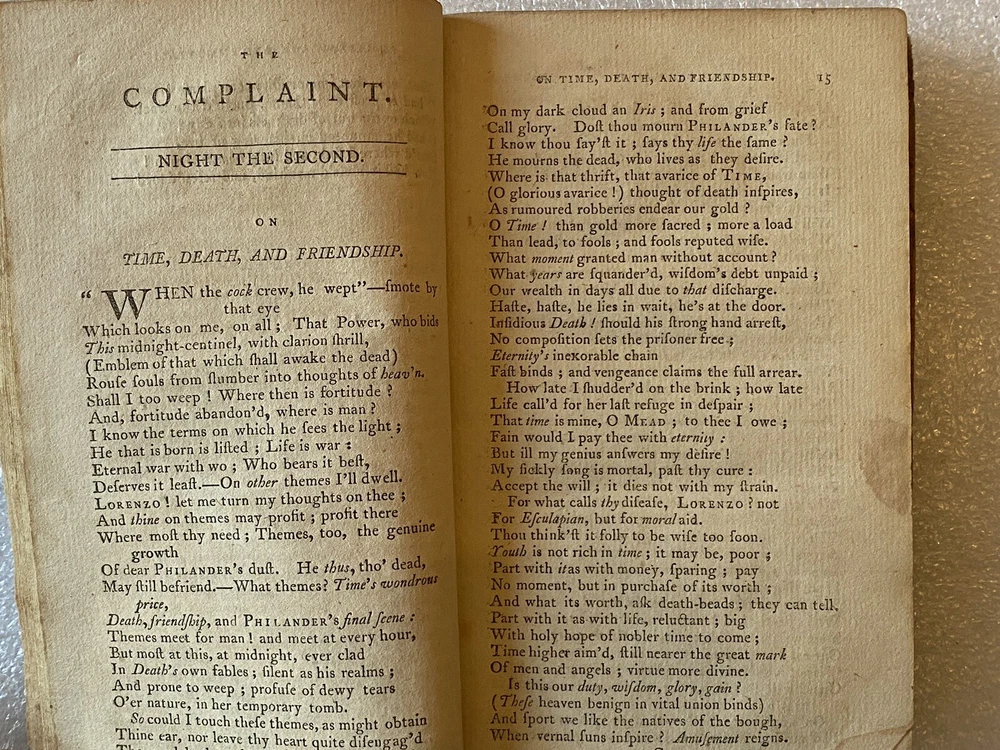 THE
COMPLAINT.
NIGHT THE SECOND.
ON
TIME, DEATH, AND FRIENDSHIP.
“ WHEN the cock crew, he wept”—ſmote by
that eye
Which looks on me, on all ; That Power, who bids
This midnight-centinel, with clarion ſhrill,
(Emblem of that which ſhall awake the dead)
Rouſe ſouls from ſlumber into thoughts of heav'n.
Shall I too weep ! Where then is fortitude ?
And, fortitude abandon'd, where is man ?
I know the terms on which he ſees the light ;
He that is born is liſted ; Life is war :
Eternal war with wo ; Who bears it beſt,
Deſerves it leaſt.—On other themes I'll dwell.
LORENZO ! let me turn my thoughts on thee ;
And thine on themes may profit ; profit there
Where moſt thy need ; Themes, too, the genuine
growth
Of dear PHILANDER's duſt. He thus, tho' dead,
May ſtill befriend.—What themes? Time's wondrous
price,
Death, friendſhip, and PHILANDER's final ſcene :
Themes meet for man ! and meet at every hour,
But moſt at this, at midnight, ever clad
In Death's own fables ; ſilent as his realms ;
And prone to weep ; profuſe of dewy tears
O'er nature, in her temporary tomb.
So could I touch theſe themes, as might obtain
Thine ear, nor leave thy heart quite diſengag'd
ON TIME, DEATH, AND FRIENDSHIP. 15
On my dark cloud an Iris ; and from grief
Call glory. Doſt thou mourn PHILANDER's fate ?
I know thou ſay'ſt it ; ſays thy life the ſame ?
He mourns the dead, who lives as they deſire.
Where is that thrift, that avarice of TIME,
(O glorious avarice !) thought of death inſpires,
As rumoured robberies endear our gold ?
O Time ! than gold more ſacred ; more a load
Than lead, to fools ; and fools reputed wiſe.
What moment granted man without account ?
What years are ſquander'd, wiſdom's debt unpaid ;
Our wealth in days all due to that diſcharge.
Haſte, haſte, he lies in wait, he's at the door.
Inſidious Death ! ſhould his ſtrong hand arreſt,
No compoſition ſets the priſoner free ;
Eternity's inexorable chain
Faſt binds ; and vengeance claims the full arrear.
How late I ſhudder'd on the brink ; how late
Life call'd for her laſt refuge in deſpair ;
That time is mine, O MEAD ; to thee I owe ;
Fain would I pay thee with eternity :
But ill my genius anſwers my deſire !
My ſickly ſong is mortal, paſt thy cure :
Accept the will ; it dies not with my ſtrain.
For what calls thy diſeaſe, LORENZO ? not
For Eſculapian, but for moral aid.
Thou think'ſt it folly to be wiſe too ſoon.
Youth is not rich in time ; it may be, poor ;
Part with it as with money, ſparing ; pay
No moment, but in purchaſe of its worth ;
And what its worth, aſk death-beads ; they can tell,
Part with it as with life, reluctant ; big
With holy hope of nobler time to come ;
Time higher aim'd, ſtill nearer the great mark
Of men and angels ; virtue more divine.
Is this our duty, wiſdom, glory, gain ?
(Theſe heaven benign in vital union binds)
And ſport we like the natives of the bough,
When vernal ſuns inſpire ? Amuſement reigns.